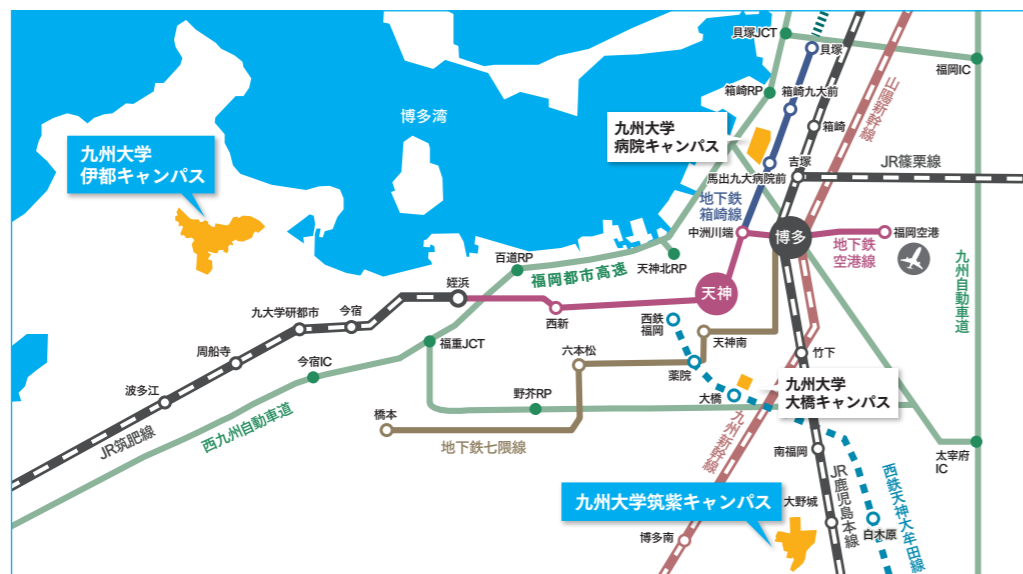 貝塚JCT
貝塚
福岡IC
山陽新幹線
箱崎RP
箱崎九大前
博多湾
九州大学
病院キャンパス
箱崎
九州大学
伊都キャンパス
吉塚
JR篠栗線
馬出九大病院前
地下鉄
箱崎線
中洲川端
博多
福岡空港
地下鉄
空港線
百道RP
天神北RP
福岡都市高速
九州自動車道
姪浜
天神
九大学研都市
今宿
西新
西鉄
福岡
天神南
福重JCT
周船寺
六本松
竹下
今宿IC
薬院
九州大学
大橋キャンパス
波多江
野芥RP
大橋
橋本
JR筑肥線
西九州自動車道
地下鉄七隈線
九州新幹線
南福岡
太宰府
IC
九州大学筑紫キャンパス
大野城
JR鹿児島本線
西鉄天神大牟田線
白木原
博多南